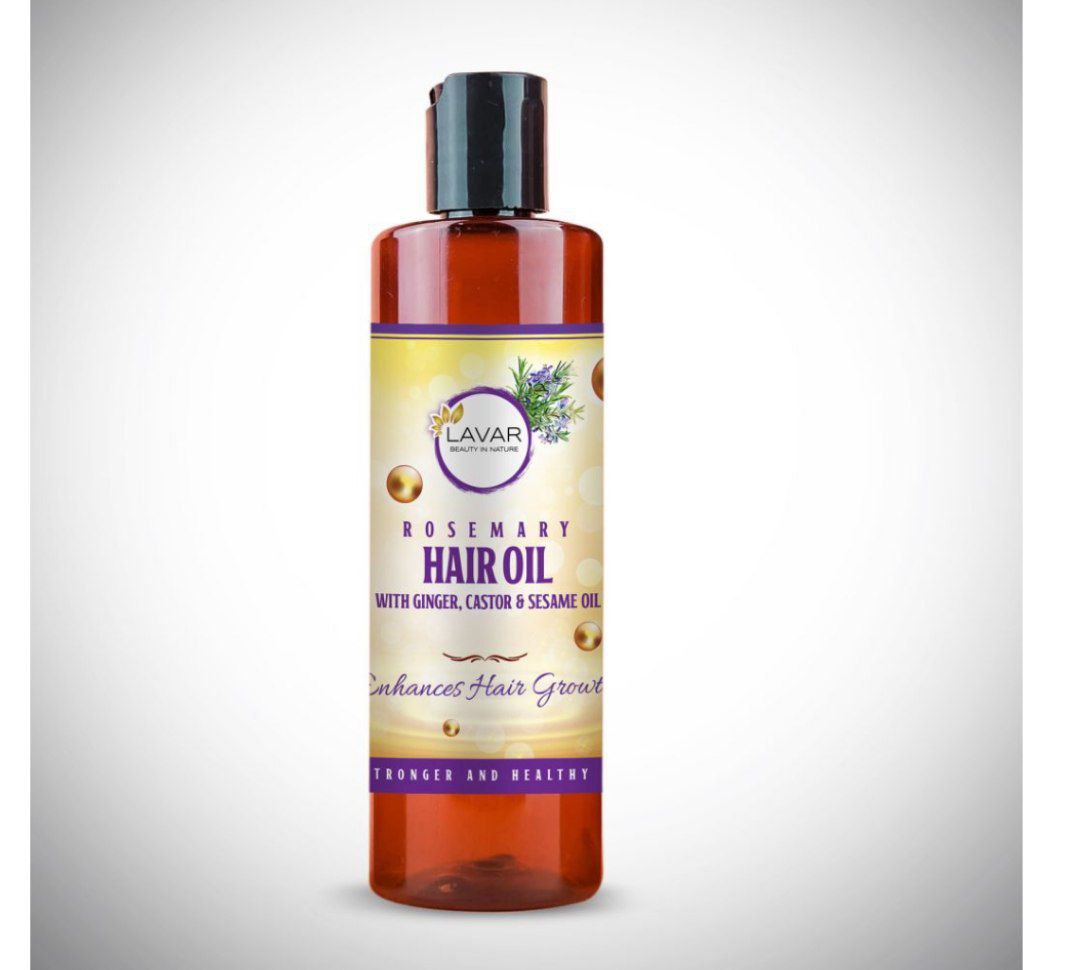 LAVAR
BEAUTY IN NATURE
ROSEMARY
HAIR OIL
WITH GINGER, CASTOR & SESAME OIL
Enhances Hair Growt
TRONGER AND HEALTHY